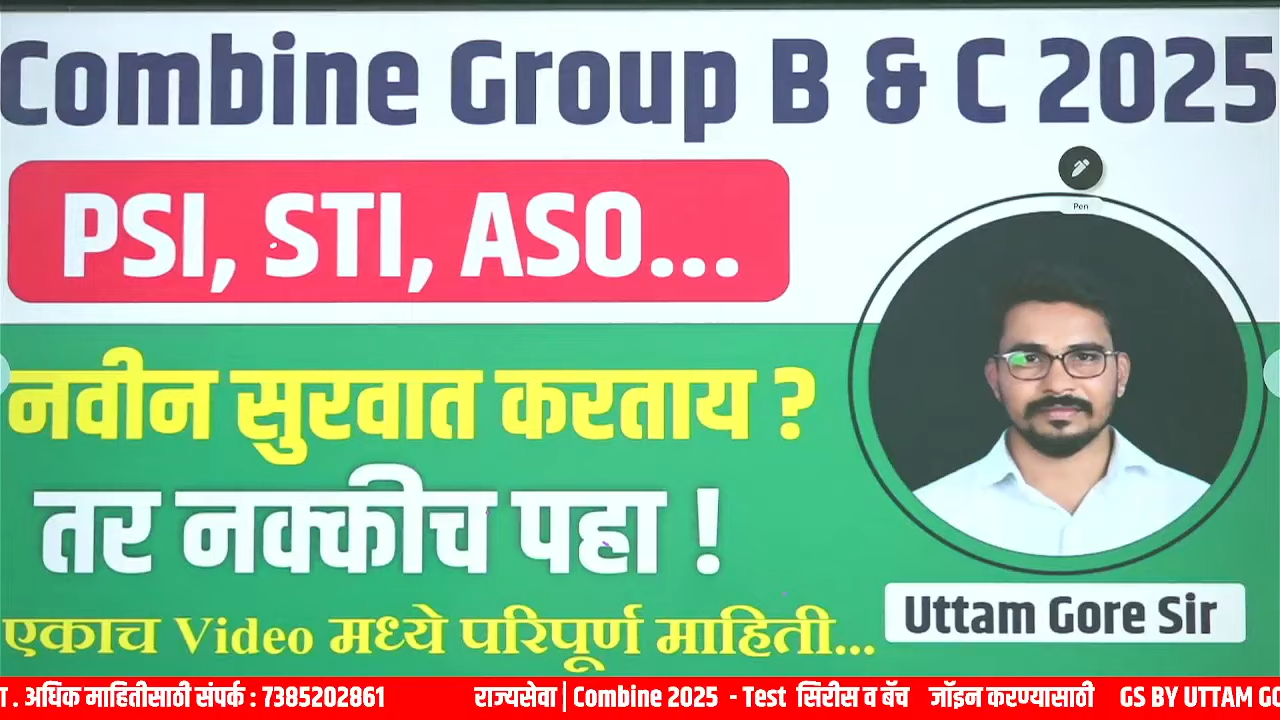 Combine Group B & C 2025
PSI, STI, ASO...
Pen
नवीन सुरवात करताय ?
तर नक्कीच पहा !
एकाच Video मध्ये परिपूर्ण माहिती...
Uttam Gore Sir
. अधिक माहितीसाठी संपर्क : 7385202861 राज्यसेवा | Combine 2025 - Test सिरीस व बॅच जॉइन करण्यासाठी GS BY UTTAM